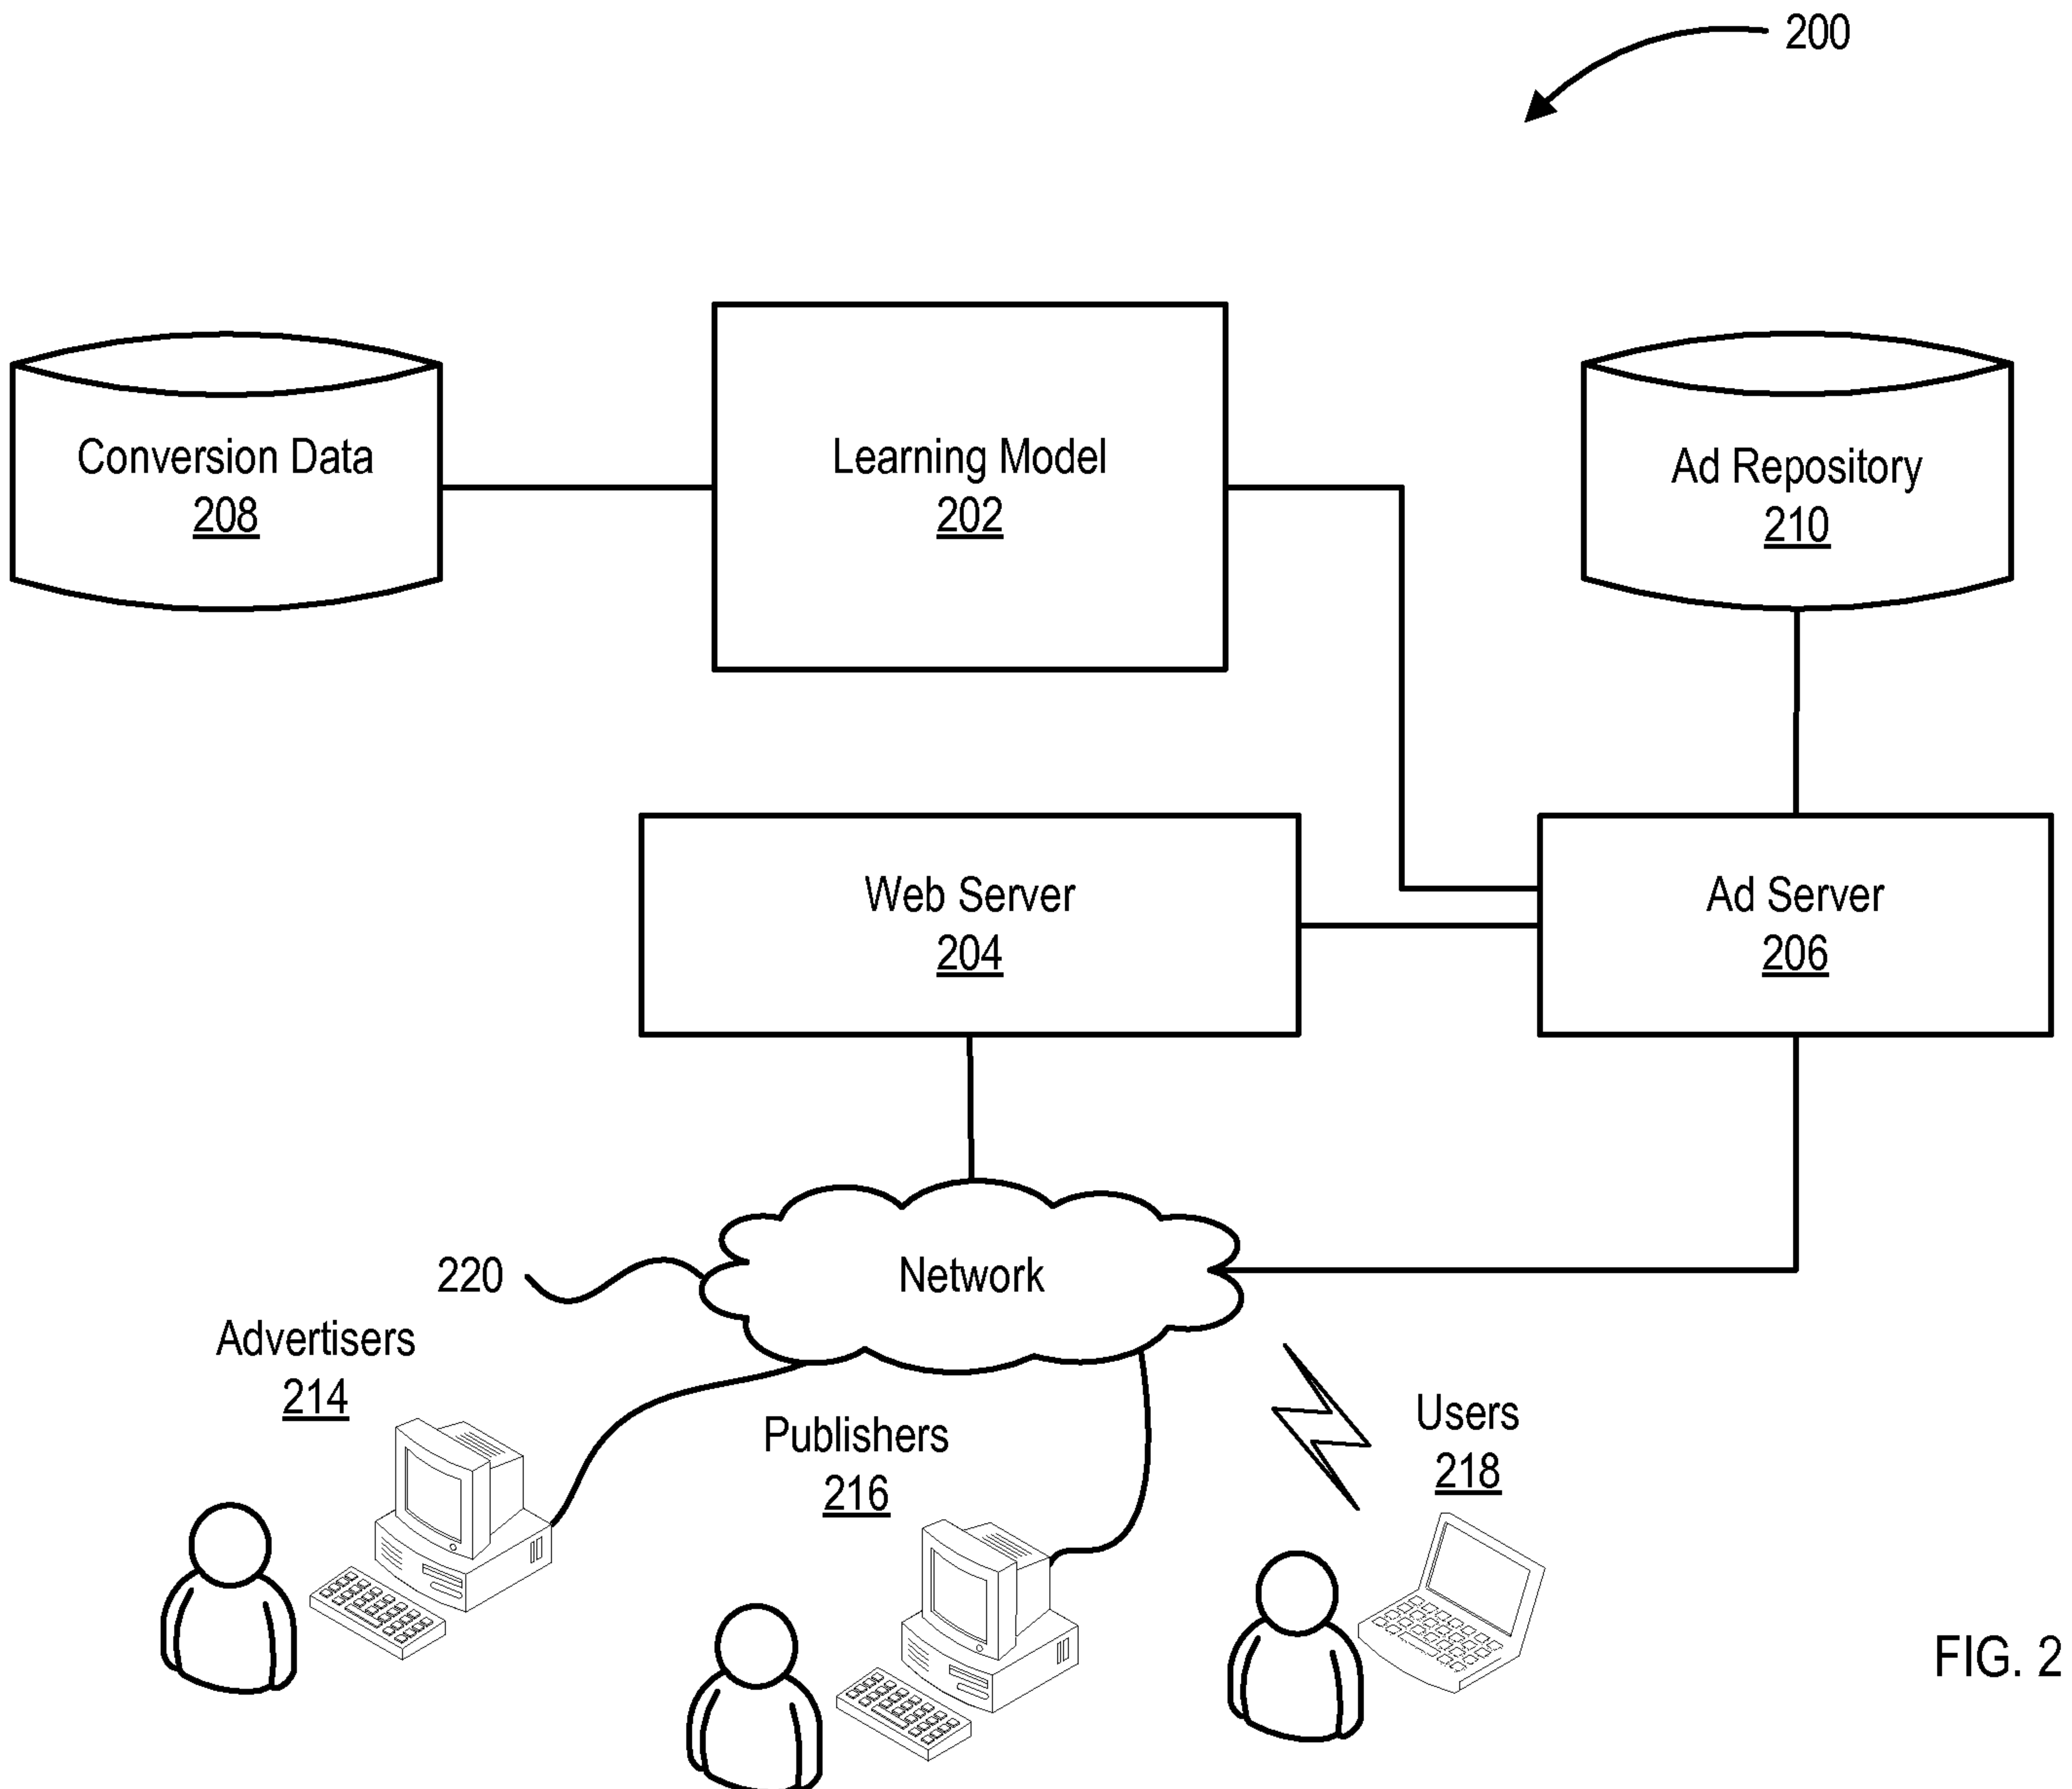 200
Conversion Data
208
Learning Model
202
Ad Repository
210
Web Server
204
Ad Server
206
Network
220
Advertisers
214
Publishers
216
Users
218
FIG. 2